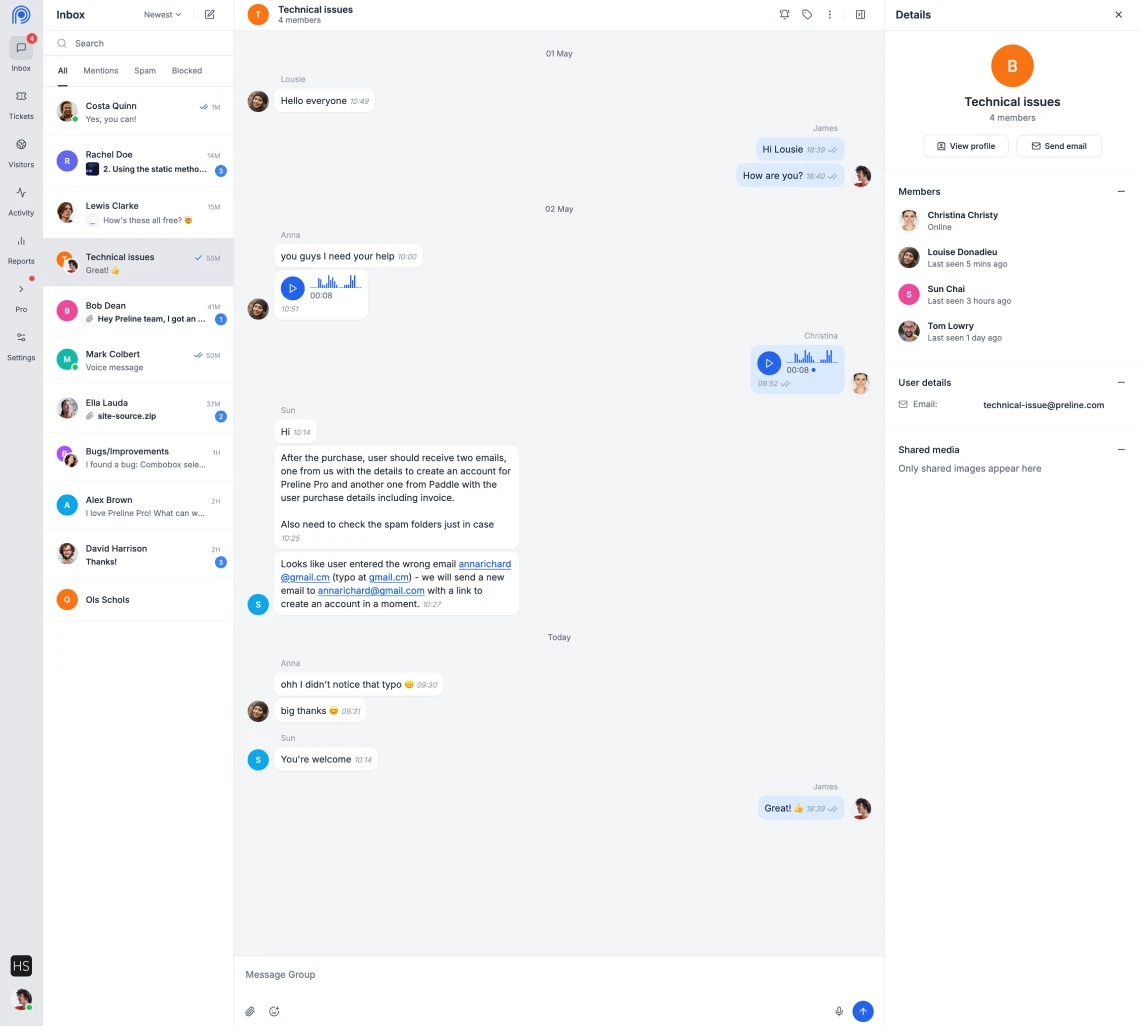 4
Inbox
Tickets
Visitors
Activity
Reports
Pro
Settings
HS
Inbox
Newest
Search
All Mentions Spam Blocked
Costa Quinn 1M
Yes, you can!
R
Rachel Doe 14M
2. Using the static metho... 3
Lewis Clarke 15M
How's these all free? 🤯
T
Technical issues 55M
Great! 👍
B
Bob Dean 41M
Hey Preline team, I got an ... 1
M
Mark Colbert 50M
Voice message
Ella Lauda 37M
site-source.zip 2
B
Bugs/Improvements 1H
I found a bug: Combobox sele...
A
Alex Brown 2H
I love Preline Pro! What can w...
David Harrison 2H
Thanks! 3
O
Ols Schols
T
Technical issues
4 members
01 May
Lousie
Hello everyone 10:49
James
Hi Lousie 18:39
How are you? 18:40
02 May
Anna
you guys I need your help 10:00
00:08
10:51
Christina
00:08
09:52
Sun
Hi 10:14
After the purchase, user should receive two emails,
one from us with the details to create an account for
Preline Pro and another one from Paddle with the
user purchase details including invoice.
Also need to check the spam folders just in case
10:25
Looks like user entered the wrong email annarichard
@gmail.cm (typo at gmail.cm) - we will send a new
email to annarichard@gmail.com with a link to
create an account in a moment. 10:27
S
Today
Anna
ohh I didn't notice that typo 😑 09:30
big thanks 😊 09:31
Sun
S
You're welcome 10:14
James
Great! 👍 18:39
Message Group
Details
B
Technical issues
4 members
View profile Send email
Members
Christina Christy
Online
Louise Donadieu
Last seen 5 mins ago
S
Sun Chai
Last seen 3 hours ago
Tom Lowry
Last seen 1 day ago
User details
Email: technical-issue@preline.com
Shared media
Only shared images appear here